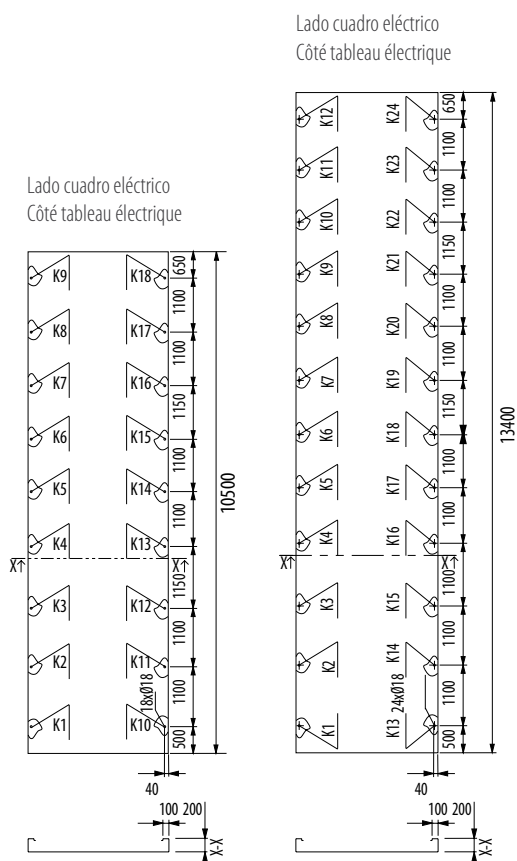 Lado cuadro eléctrico
Côté tableau électrique
K9 K18
K8 K17
K7 K16
K6 K15
K5 K14
K4 K13
X X
K3 K12
K2 K11
K1 K10
18xØ18
650
1100
1100
1150
1100
1100
1150
1100
1100
500
10500
40
100 200
X-X
Lado cuadro eléctrico
Côté tableau électrique
K12 K24
K11 K23
K10 K22
K9 K21
K8 K20
K7 K19
K6 K18
K5 K17
K4 K16
X X
K3 K15
K2 K14
K1 K13
24xØ18
650
1100
1100
1150
1100
1100
1150
1100
1100
1100
1100
1100
500
13400
40
100 200
X-X